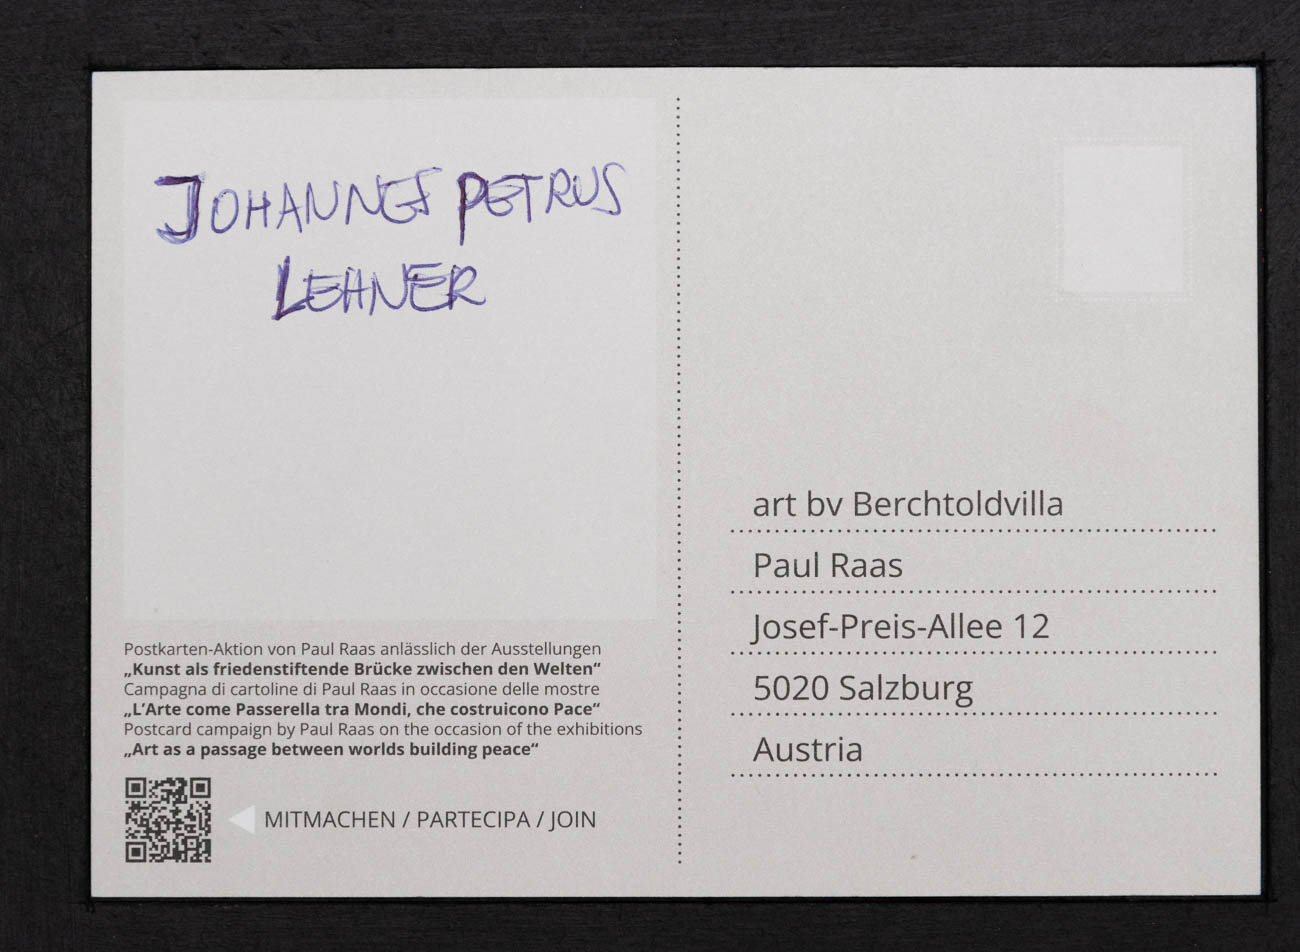 JOHANNES PETRUS
LEHNER
Postkarten-Aktion von Paul Raas anlässlich der Ausstellungen
„Kunst als friedenstiftende Brücke zwischen den Welten“
Campagna di cartoline di Paul Raas in occasione delle mostre
„L’Arte come Passerella tra Mondi, che costruicono Pace“
Postcard campaign by Paul Raas on the occasion of the exhibitions
„Art as a passage between worlds building peace“
MITMACHEN / PARTECIPA / JOIN
art bv Berchtoldvilla
Paul Raas
Josef-Preis-Allee 12
5020 Salzburg
Austria